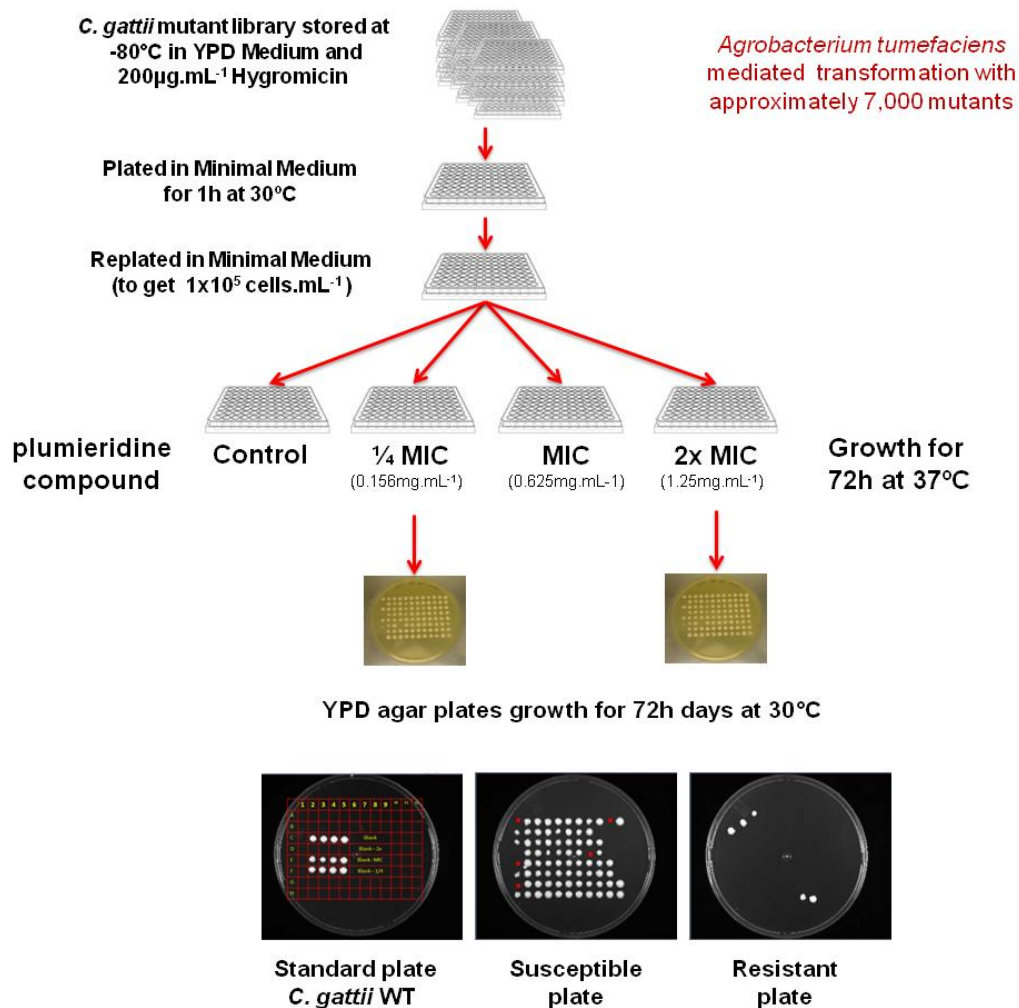 C. gattii mutant library stored at
-80°C in YPD Medium and
200µg.mL-1 Hygromicin
Agrobacterium tumefaciens
mediated transformation with
approximately 7,000 mutants
Plated in Minimal Medium
for 1h at 30ºC
Replated in Minimal Medium
(to get 1x10⁵ cells.mL-1)
plumieridine
compound
Control
¼ MIC
(0.156mg.mL-1)
MIC
(0.625mg.mL-1)
2x MIC
(1.25mg.mL-1)
Growth for
72h at 37ºC
YPD agar plates growth for 72h days at 30°C
1 2 3 4 5 6 7 8 9
A
B
C Blank
D Blank - 2x
E Blank -MIC
F Blank - 1/4
G
H
Standard plate
C. gattii WT
Susceptible
plate
Resistant
plate